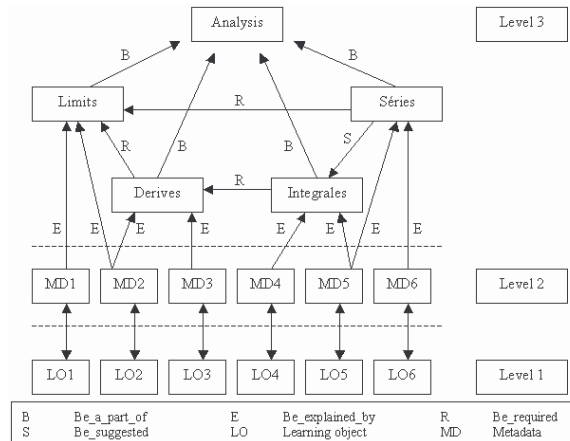 Analysis Level 3
B B
Limits R Séries
R B B S
Derives R Integrales
E E E E E E E E
MD1 MD2 MD3 MD4 MD5 MD6 Level 2
LO1 LO2 LO3 LO4 LO5 LO6 Level 1
B Be_a_part_of E Be_explained_by R Be_required
S Be_suggested LO Learning object MD Metadata